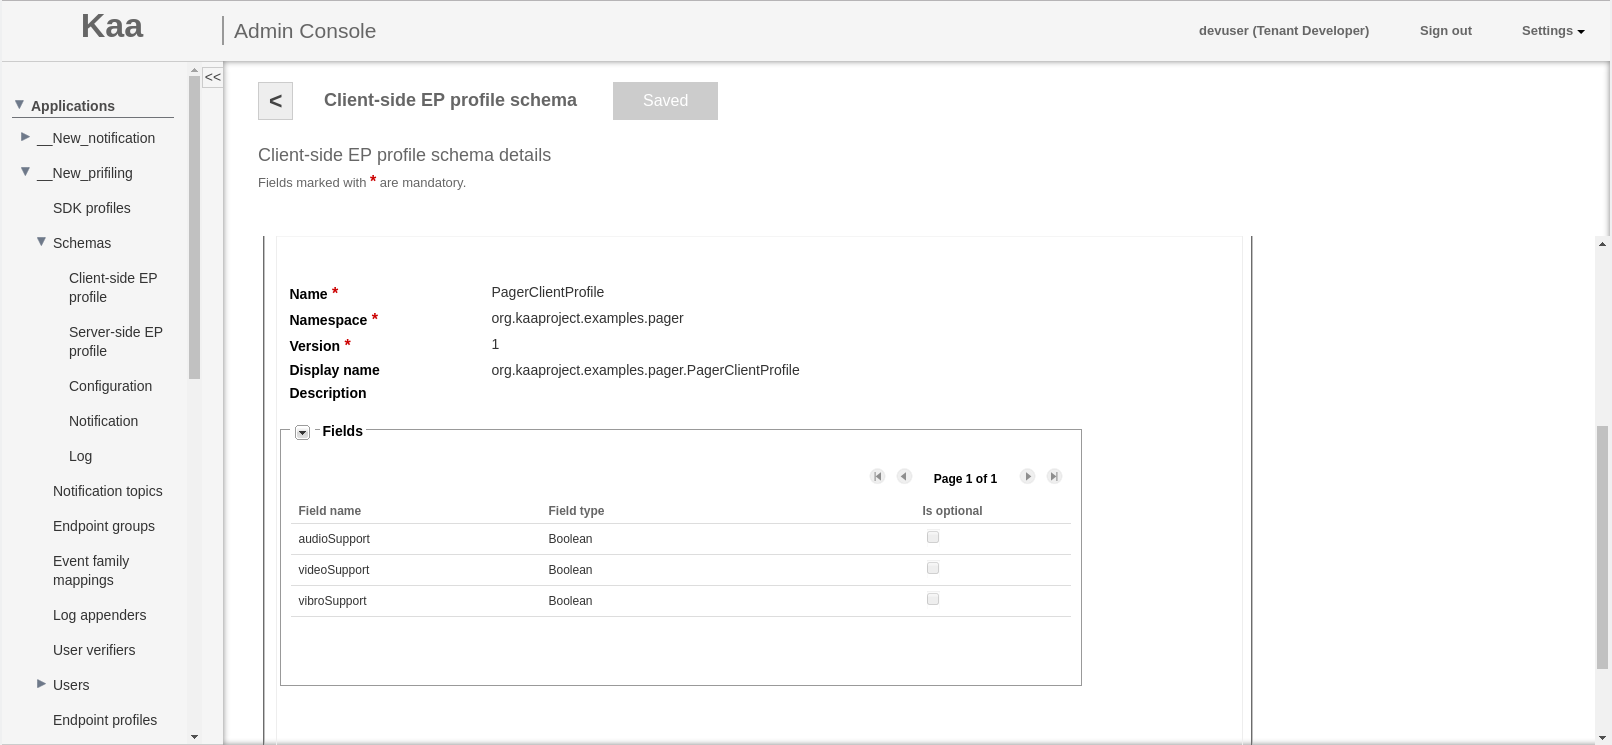 Kaa
Admin Console
devuser (Tenant Developer)
Sign out
Settings
<<
Applications
__New_notification
__New_prifiling
SDK profiles
Schemas
Client-side EP
profile
Server-side EP
profile
Configuration
Notification
Log
Notification topics
Endpoint groups
Event family
mappings
Log appenders
User verifiers
Users
Endpoint profiles
<
Client-side EP profile schema
Saved
Client-side EP profile schema details
Fields marked with * are mandatory.
Name * PagerClientProfile
Namespace * org.kaaproject.examples.pager
Version * 1
Display name org.kaaproject.examples.pager.PagerClientProfile
Description
Fields
Page 1 of 1
Field name Field type Is optional
audioSupport Boolean
videoSupport Boolean
vibroSupport Boolean